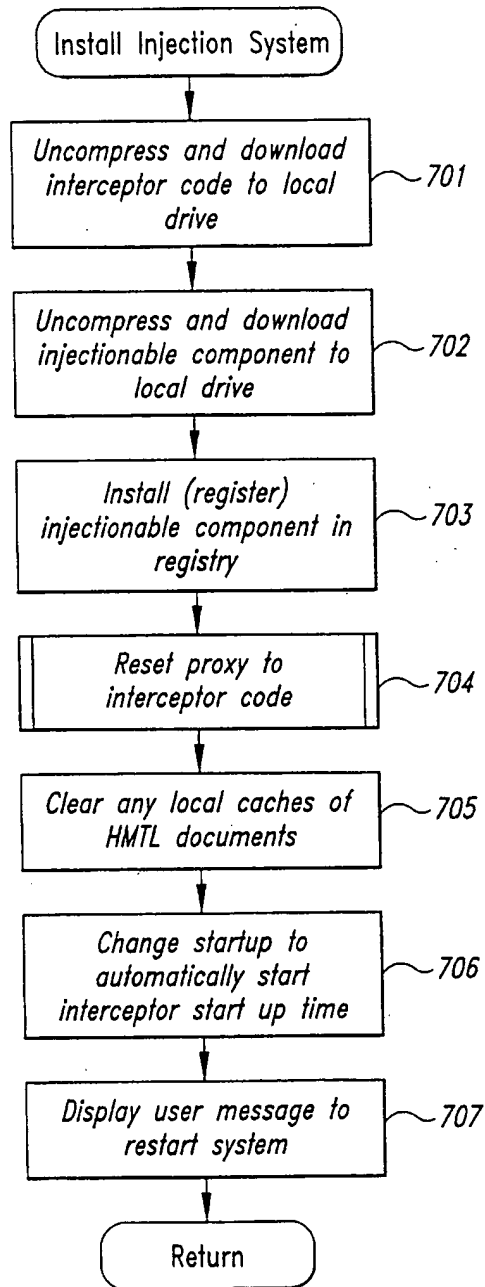 Install Injection System
Uncompress and download
interceptor code to local
drive
701
Uncompress and download
injectionable component to
local drive
702
Install (register)
injectionable component in
registry
703
Reset proxy to
interceptor code
704
Clear any local caches of
HMTL documents
705
Change startup to
automatically start
interceptor start up time
706
Display user message to
restart system
707
Return